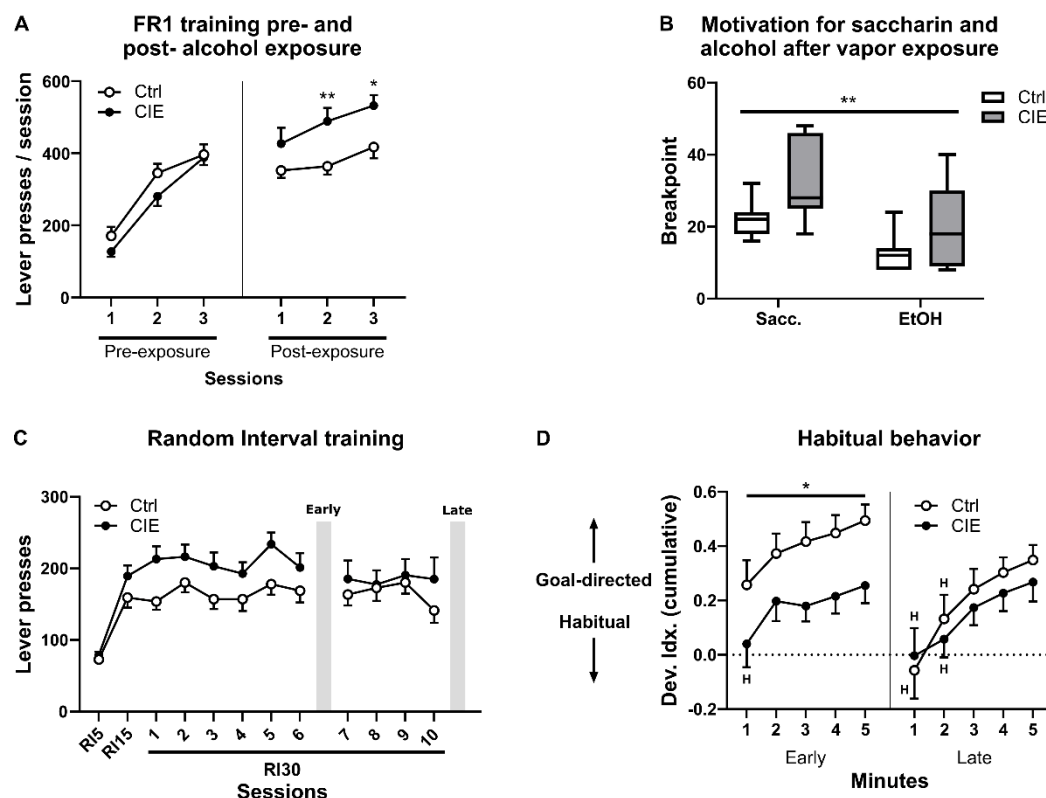 A
FR1 training pre- and
post- alcohol exposure
Ctrl
CIE
Lever presses / session
600
400
200
0
**
*
1 2 3 1 2 3
Pre-exposure Post-exposure
Sessions
B
Motivation for saccharin and
alcohol after vapor exposure
Ctrl
CIE
Breakpoint
60
40
20
0
**
Sacc. EtOH
C
Random Interval training
Ctrl
CIE
Early
Late
Lever presses
300
200
100
0
RI5 RI15 1 2 3 4 5 6 7 8 9 10
RI30
Sessions
D
Habitual behavior
Goal-directed
Habitual
Dev. Idx. (cumulative)
0.6
0.4
0.2
0.0
-0.2
*
Ctrl
CIE
H
H
H
H
H
1 2 3 4 5 1 2 3 4 5
Early Late
Minutes